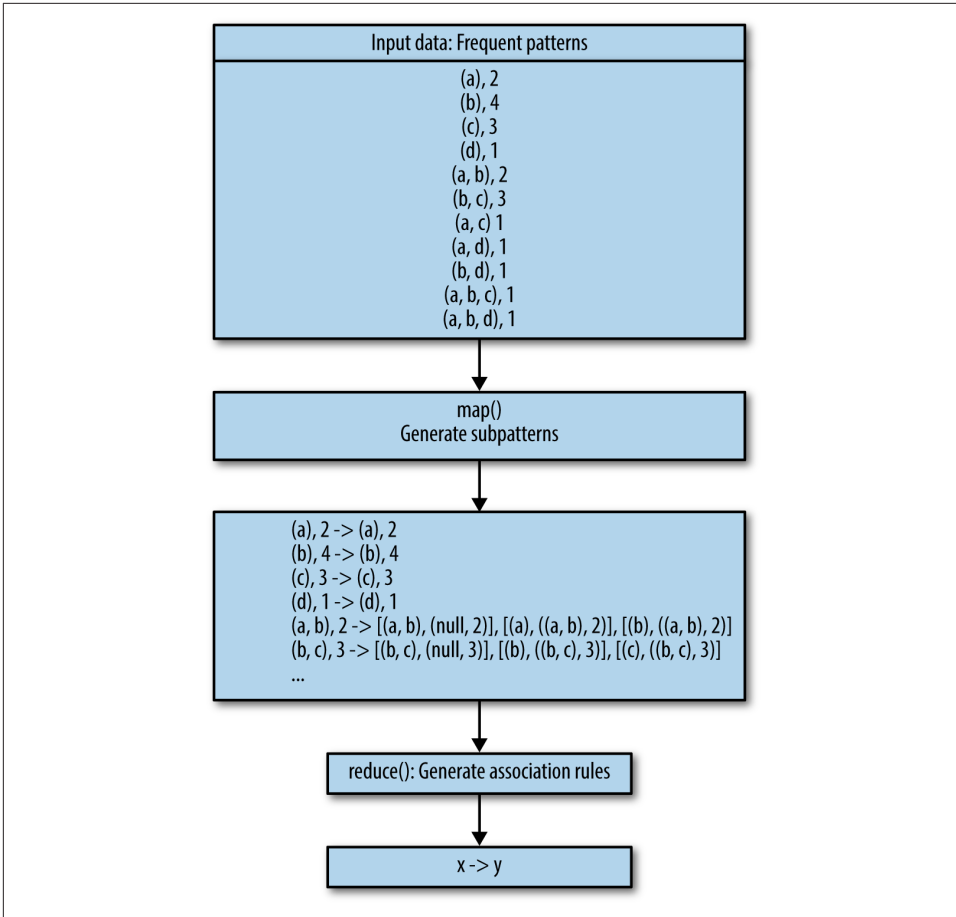 Input data: Frequent patterns
(a), 2
(b), 4
(c), 3
(d), 1
(a, b), 2
(b, c), 3
(a, c) 1
(a, d), 1
(b, d), 1
(a, b, c), 1
(a, b, d), 1
map()
Generate subpatterns
(a), 2 -> (a), 2
(b), 4 -> (b), 4
(c), 3 -> (c), 3
(d), 1 -> (d), 1
(a, b), 2 -> [(a, b), (null, 2)], [(a), ((a, b), 2)], [(b), ((a, b), 2)]
(b, c), 3 -> [(b, c), (null, 3)], [(b), ((b, c), 3)], [(c), ((b, c), 3)]
...
reduce(): Generate association rules
x -> y